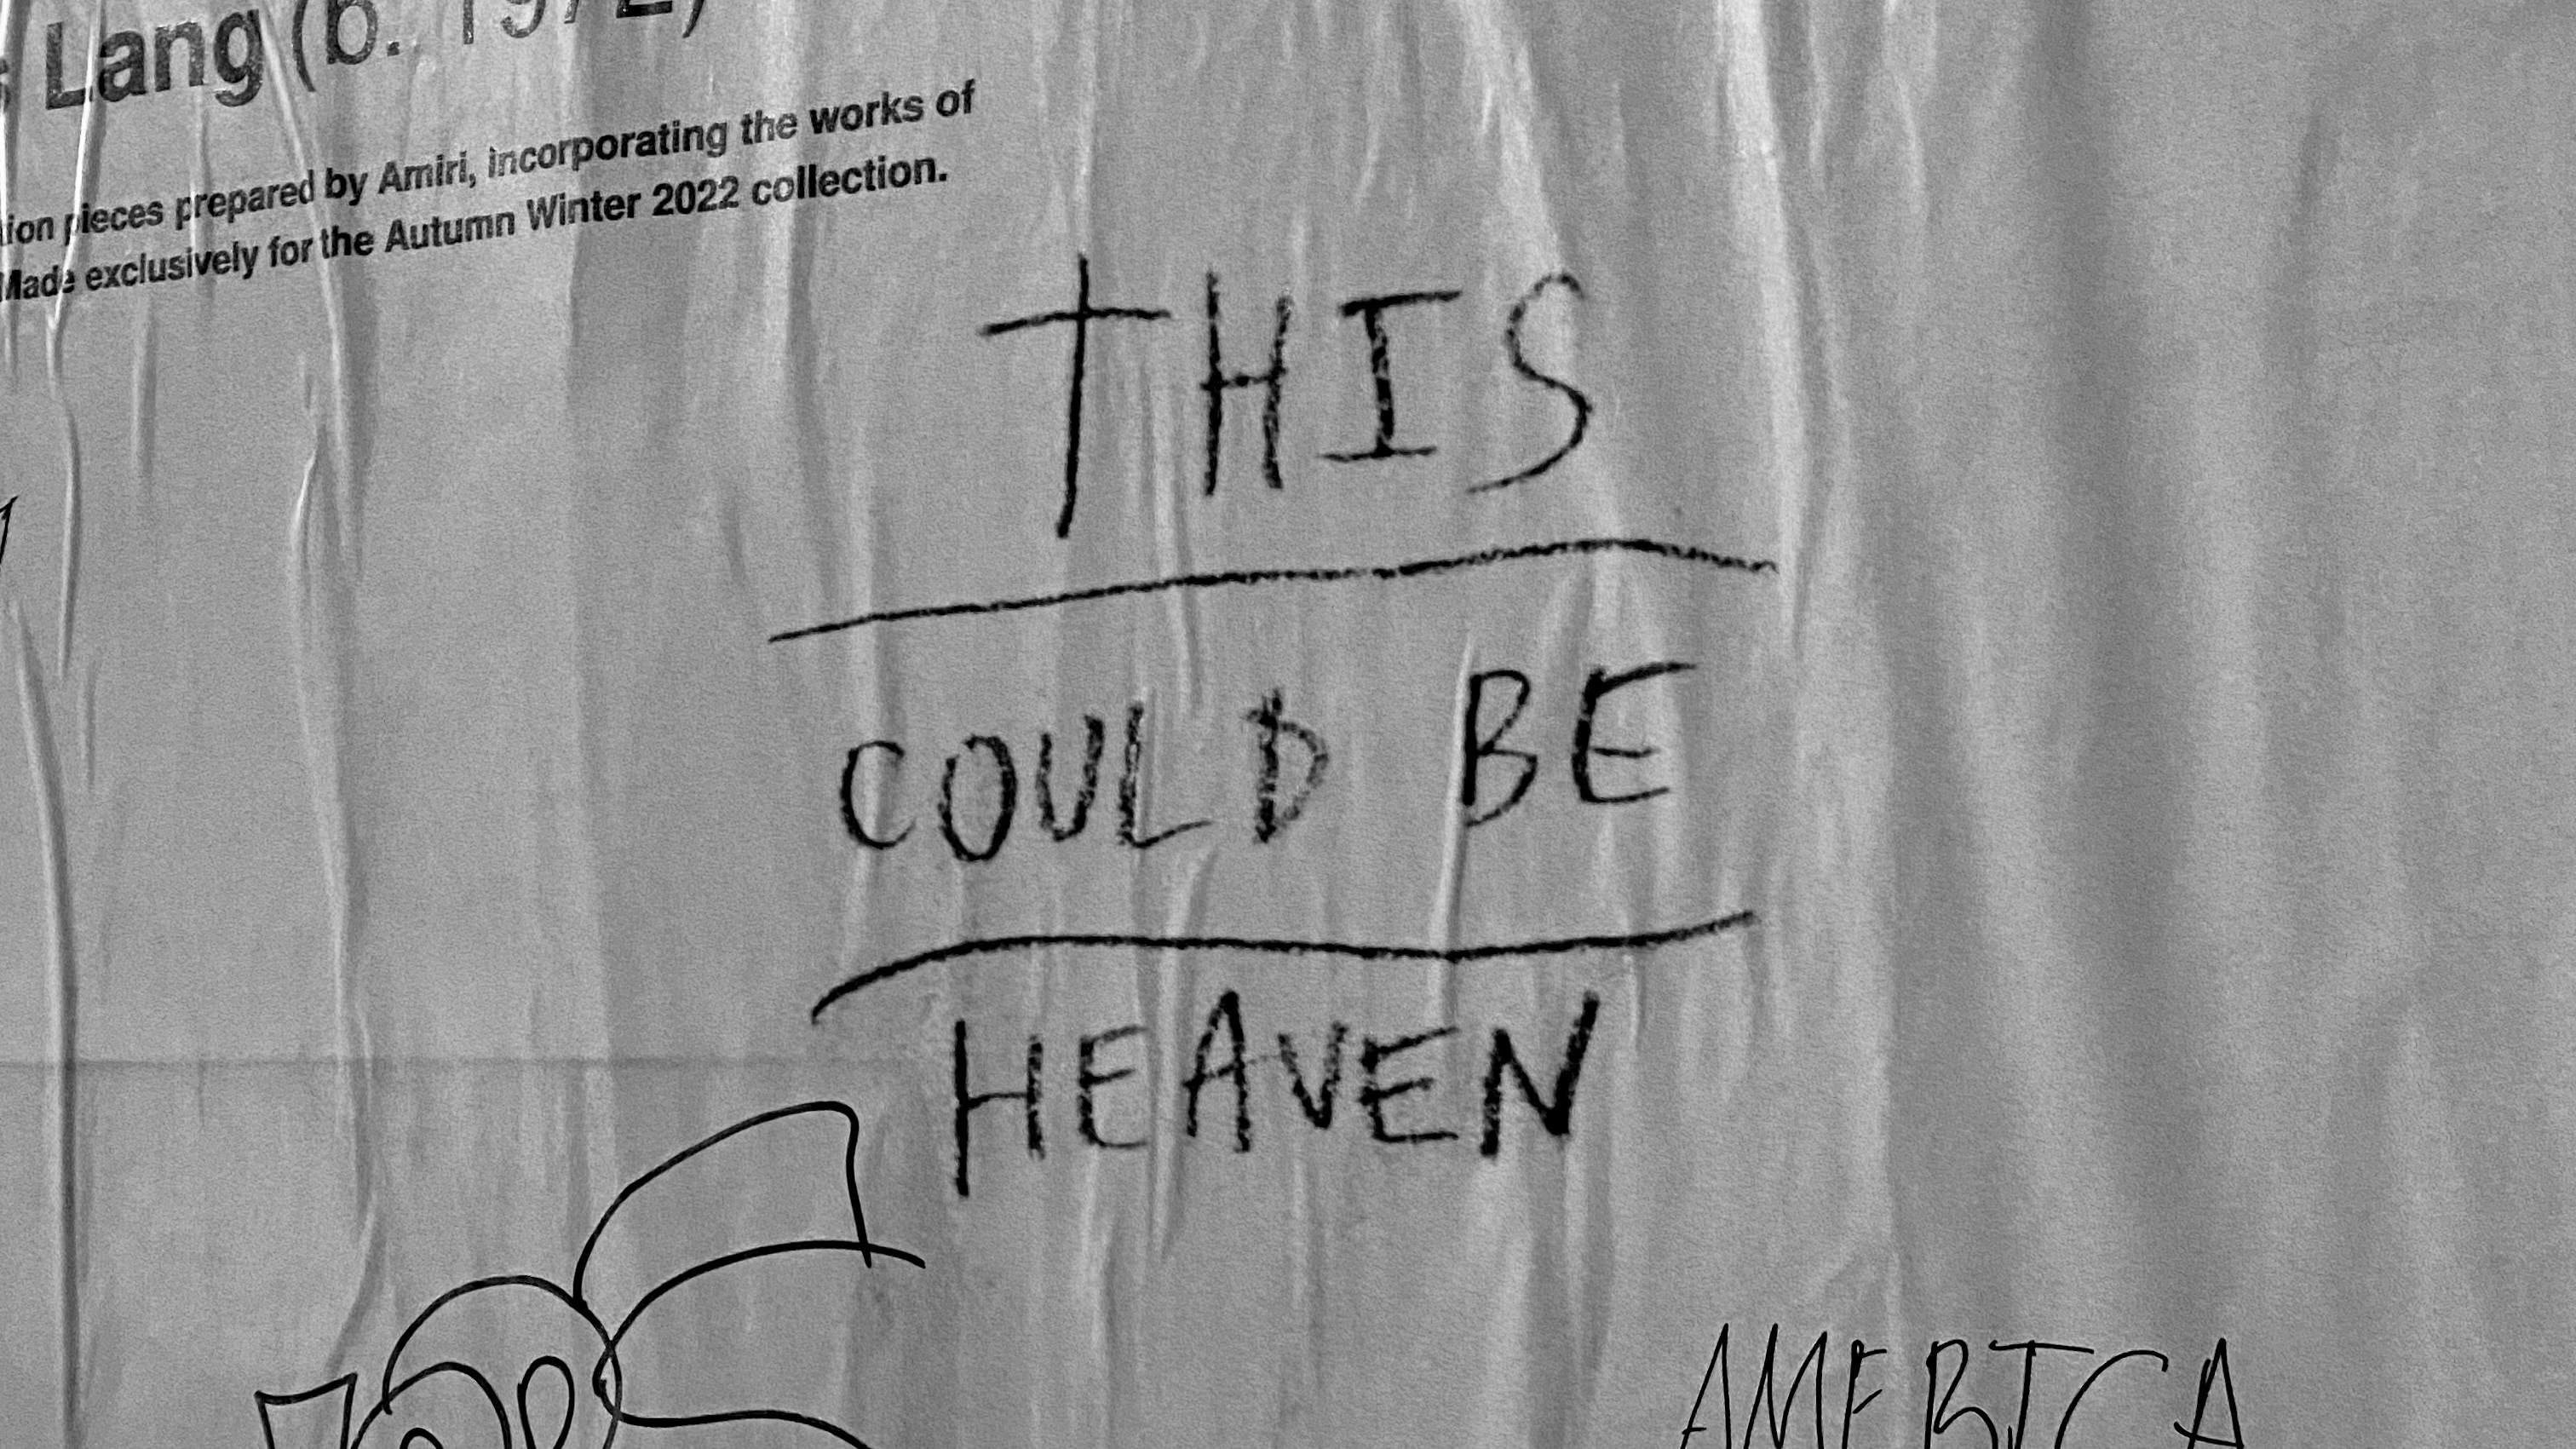 Lang (b. 1972)
pieces prepared by Amiri, incorporating the works of
Made exclusively for the Autumn Winter 2022 collection.
THIS
COULD BE
HEAVEN
AMERICA